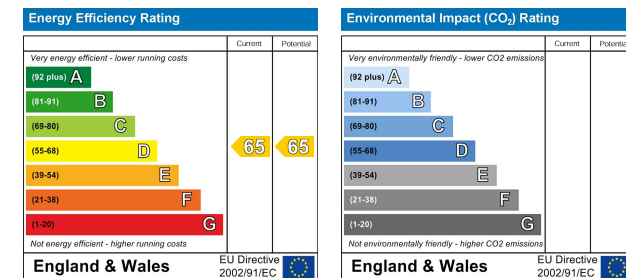 Energy Efficiency Rating
Current Potential
Very energy efficient - lower running costs
(92 plus) A
(81-91) B
(69-80) C
(55-68) D 65 65
(39-54) E
(21-38) F
(1-20) G
Not energy efficient - higher running costs
England & Wales
EU Directive
2002/91/EC
Environmental Impact (CO₂) Rating
Current Potential
Very environmentally friendly - lower CO2 emissions
(92 plus) A
(81-91) B
(69-80) C
(55-68) D
(39-54) E
(21-38) F
(1-20) G
Not environmentally friendly - higher CO2 emissions
England & Wales
EU Directive
2002/91/EC